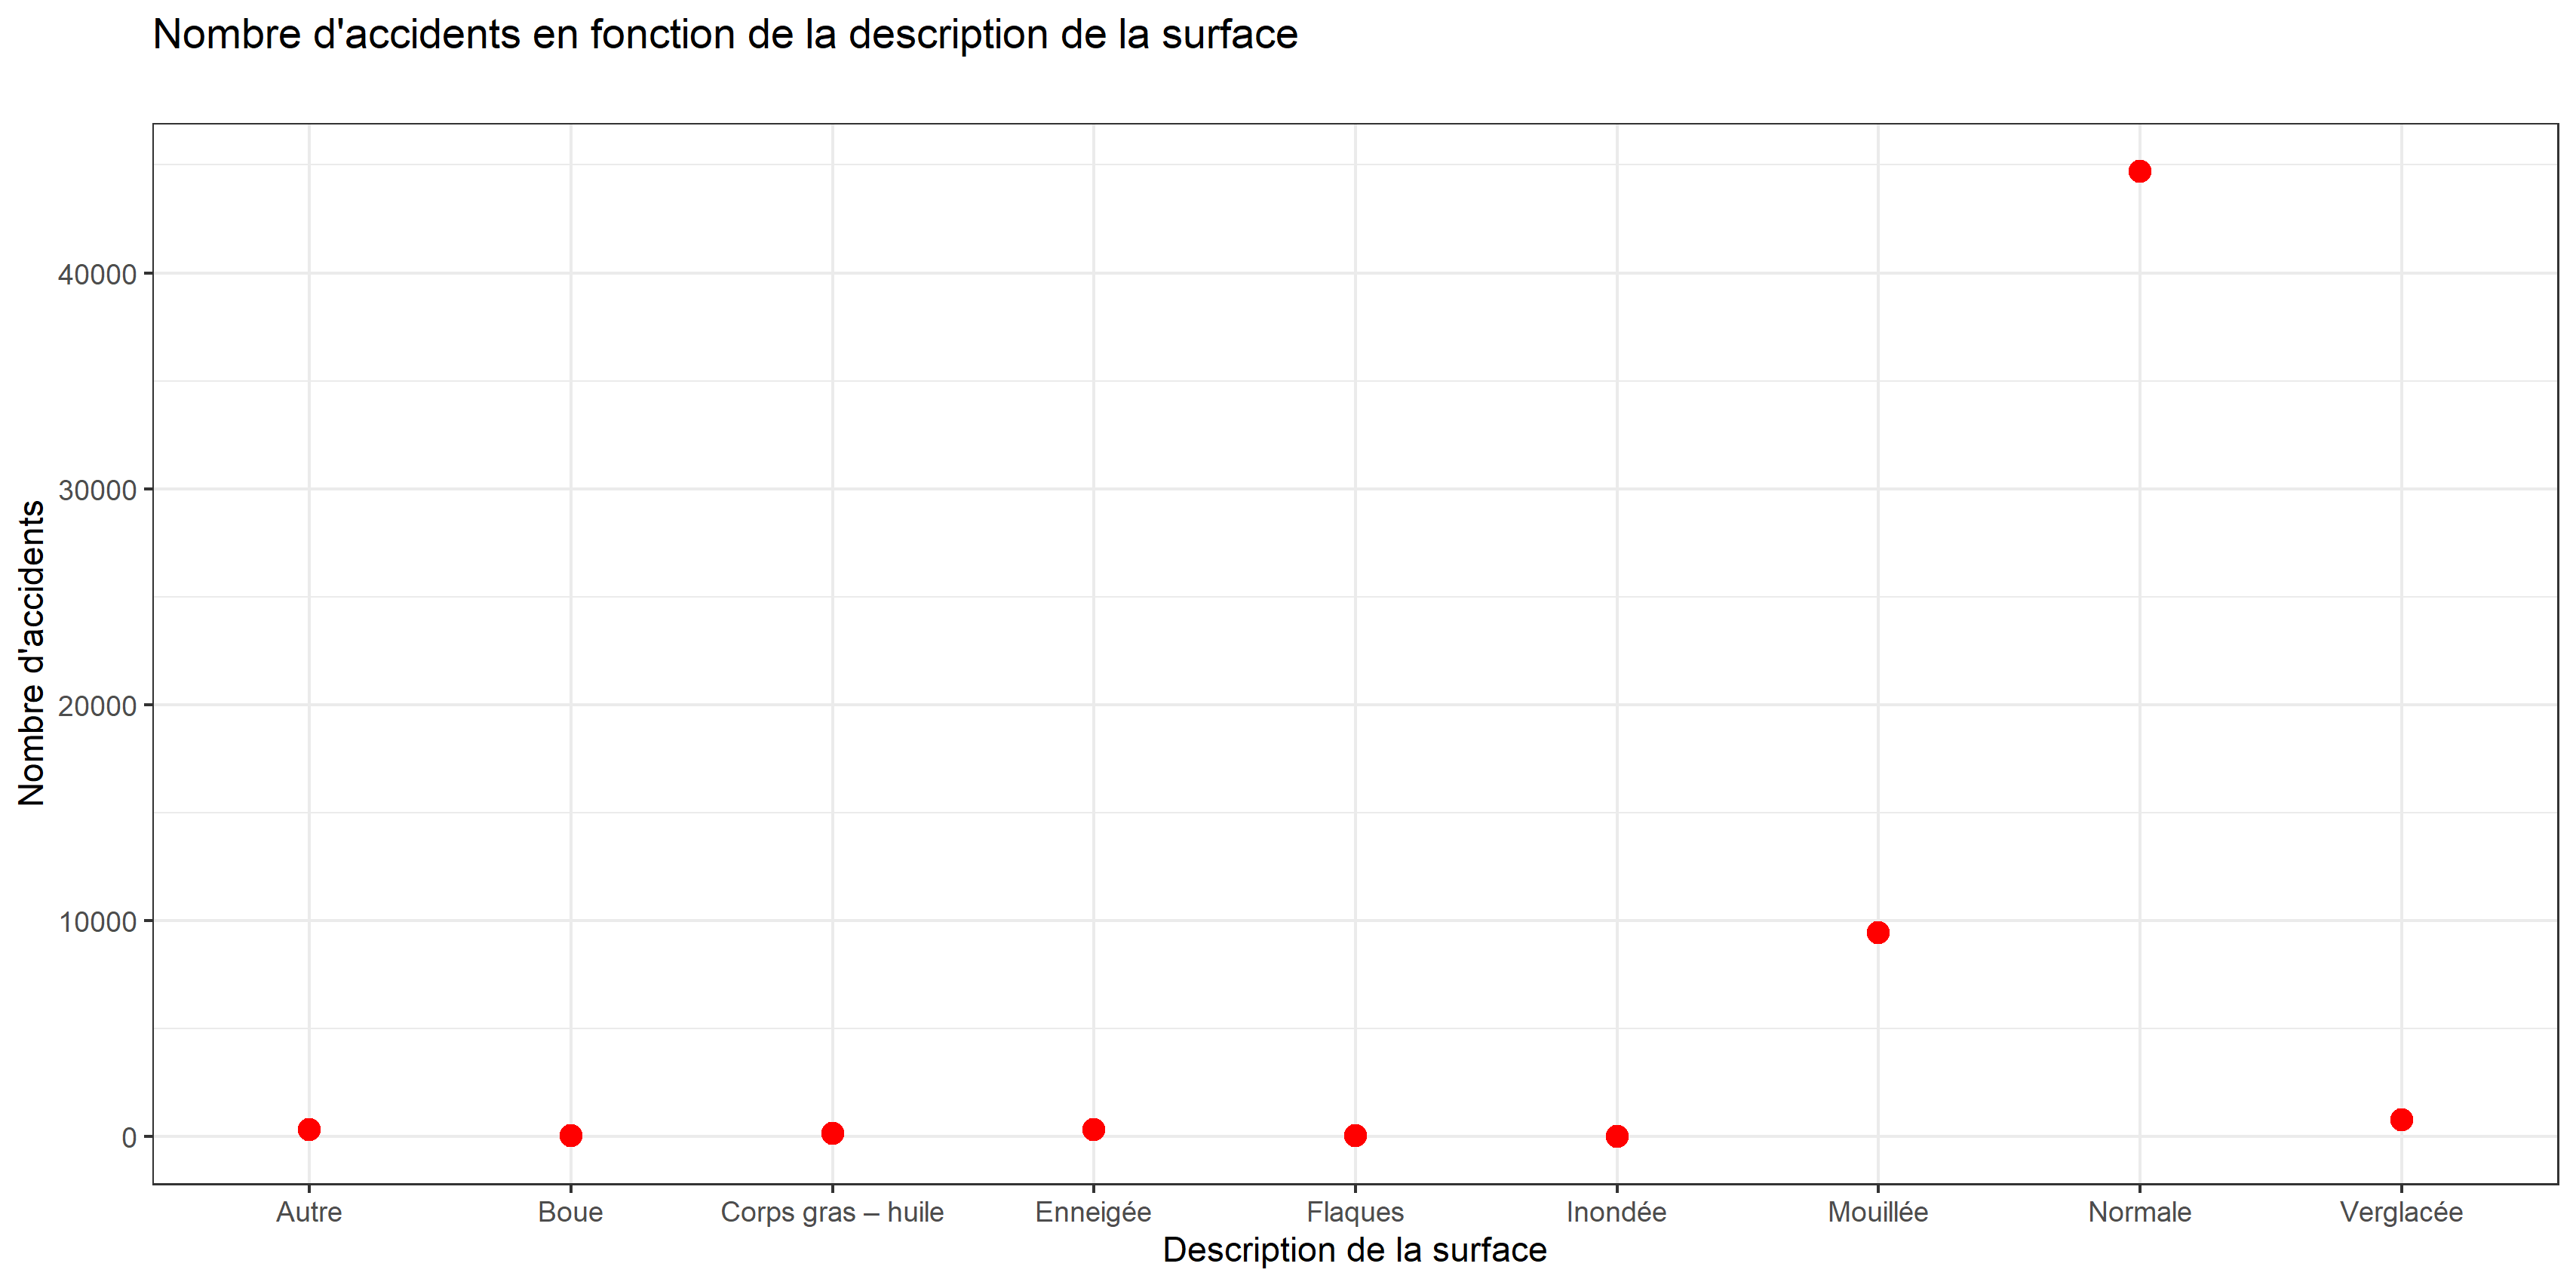 Nombre d'accidents en fonction de la description de la surface
Nombre d'accidents
40000
30000
20000
10000
0
Autre Boue Corps gras – huile Enneigée Flaques Inondée Mouillée Normale Verglacée
Description de la surface